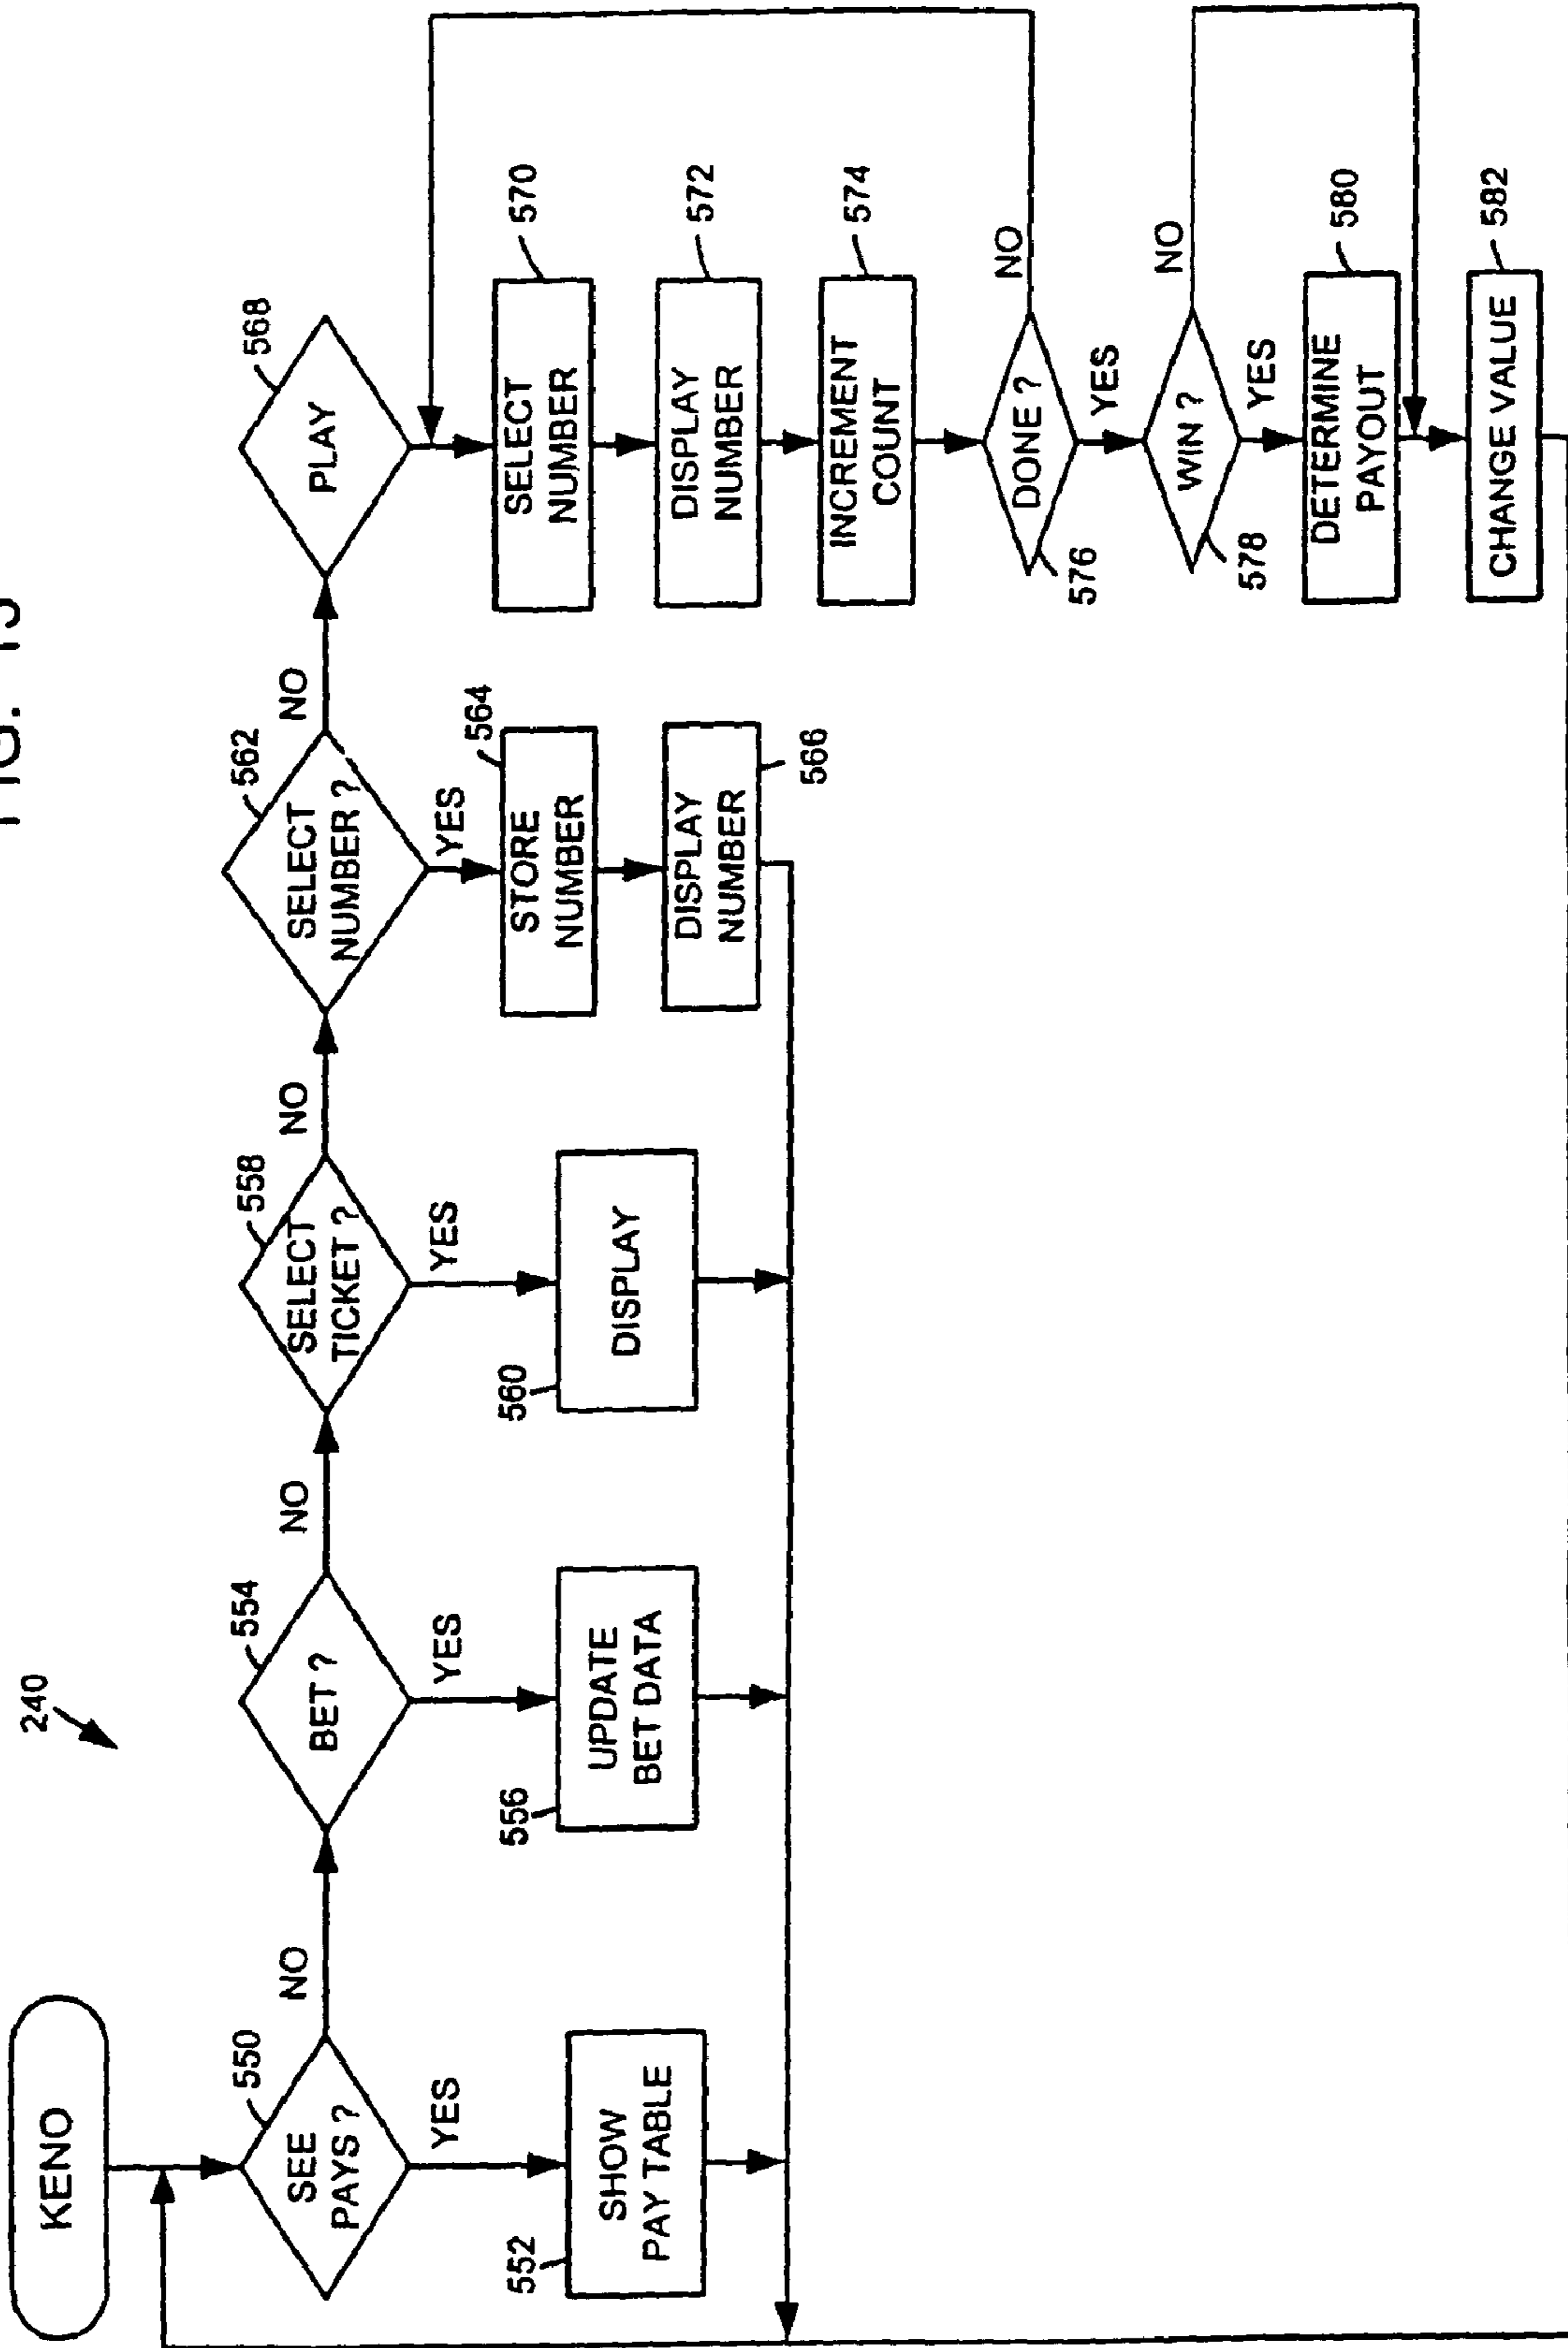 240
KENO
550
SEE
PAYS ?
NO
YES
552
SHOW
PAY TABLE
554
BET ?
NO
YES
556
UPDATE
BET DATA
558
SELECT
TICKET ?
NO
YES
560
DISPLAY
562
SELECT
NUMBER ?
NO
YES
564
STORE
NUMBER
566
DISPLAY
NUMBER
568
PLAY
570
SELECT
NUMBER
572
DISPLAY
NUMBER
574
INCREMENT
COUNT
576
DONE ?
NO
YES
578
WIN ?
NO
YES
580
DETERMINE
PAYOUT
582
CHANGE VALUE